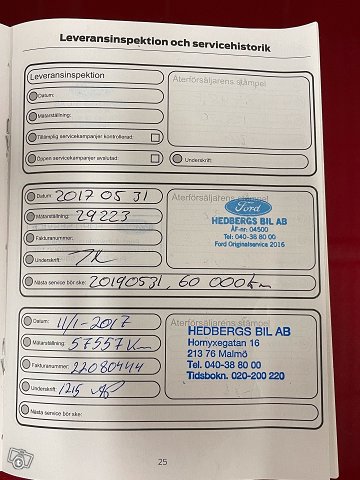 Leveransinspektion och servicehistorik
Leveransinspektion
Återförsäljarens stämpel
Datum:
Mätarställning:
Tillämplig servicekampanjer kontrollerad:
Öppen servicekampanjer avslutad:
Underskrift:
Datum: 2017 05 31
Återförsäljarens stämpel
Mätarställning: 29223
Ford
HEDBERGS BIL AB
ÅF-nr: 04500
Tel: 040-38 80 00
Ford Originalservice 2016
Fakturanummer:
Underskrift:
Nästa service bör ske: 20190531, 60 000km
Datum: 11/1-2017
Återförsäljarens stämpel
HEDBERGS BIL AB
Hornyxegatan 16
213 76 Malmö
Tel. 040-38 80 00
Tidsbokn. 020-200 220
Mätarställning: 57557 Km
Fakturanummer: 22080444
Underskrift: 1215
Nästa service bör ske:
25